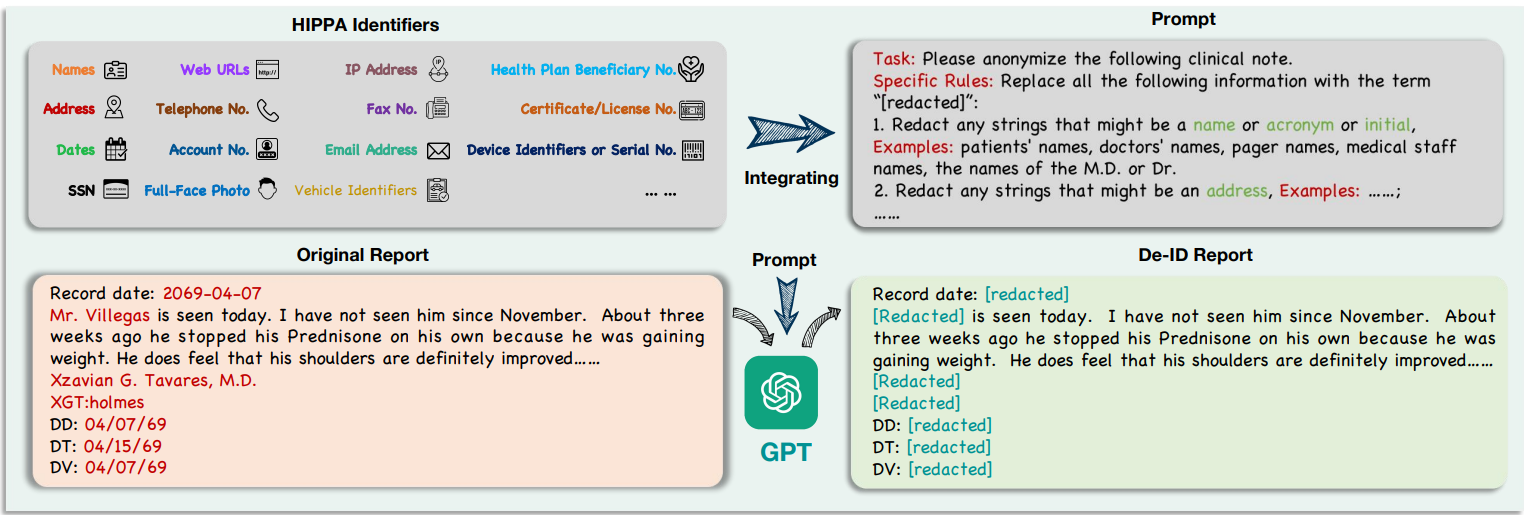 HIPPA Identifiers
Names
Web URLs
http://
IP Address
IP
Health Plan Beneficiary No.
Address
Telephone No.
Fax No.
Certificate/License No.
Dates
Account No.
Email Address
Device Identifiers or Serial No.
SSN
Full-Face Photo
Vehicle Identifiers
... ...
Integrating
Prompt
Task: Please anonymize the following clinical note.
Specific Rules: Replace all the following information with the term
“[redacted]”:
1. Redact any strings that might be a name or acronym or initial,
Examples: patients' names, doctors' names, pager names, medical staff
names, the names of the M.D. or Dr.
2. Redact any strings that might be an address, Examples: ……;
……
Original Report
Record date: 2069-04-07
Mr. Villegas is seen today. I have not seen him since November. About three
weeks ago he stopped his Prednisone on his own because he was gaining
weight. He does feel that his shoulders are definitely improved……
Xzavian G. Tavares, M.D.
XGT:holmes
DD: 04/07/69
DT: 04/15/69
DV: 04/07/69
Prompt
GPT
De-ID Report
Record date: [redacted]
[Redacted] is seen today. I have not seen him since November. About
three weeks ago he stopped his Prednisone on his own because he was
gaining weight. He does feel that his shoulders are definitely improved……
[Redacted]
[Redacted]
DD: [redacted]
DT: [redacted]
DV: [redacted]